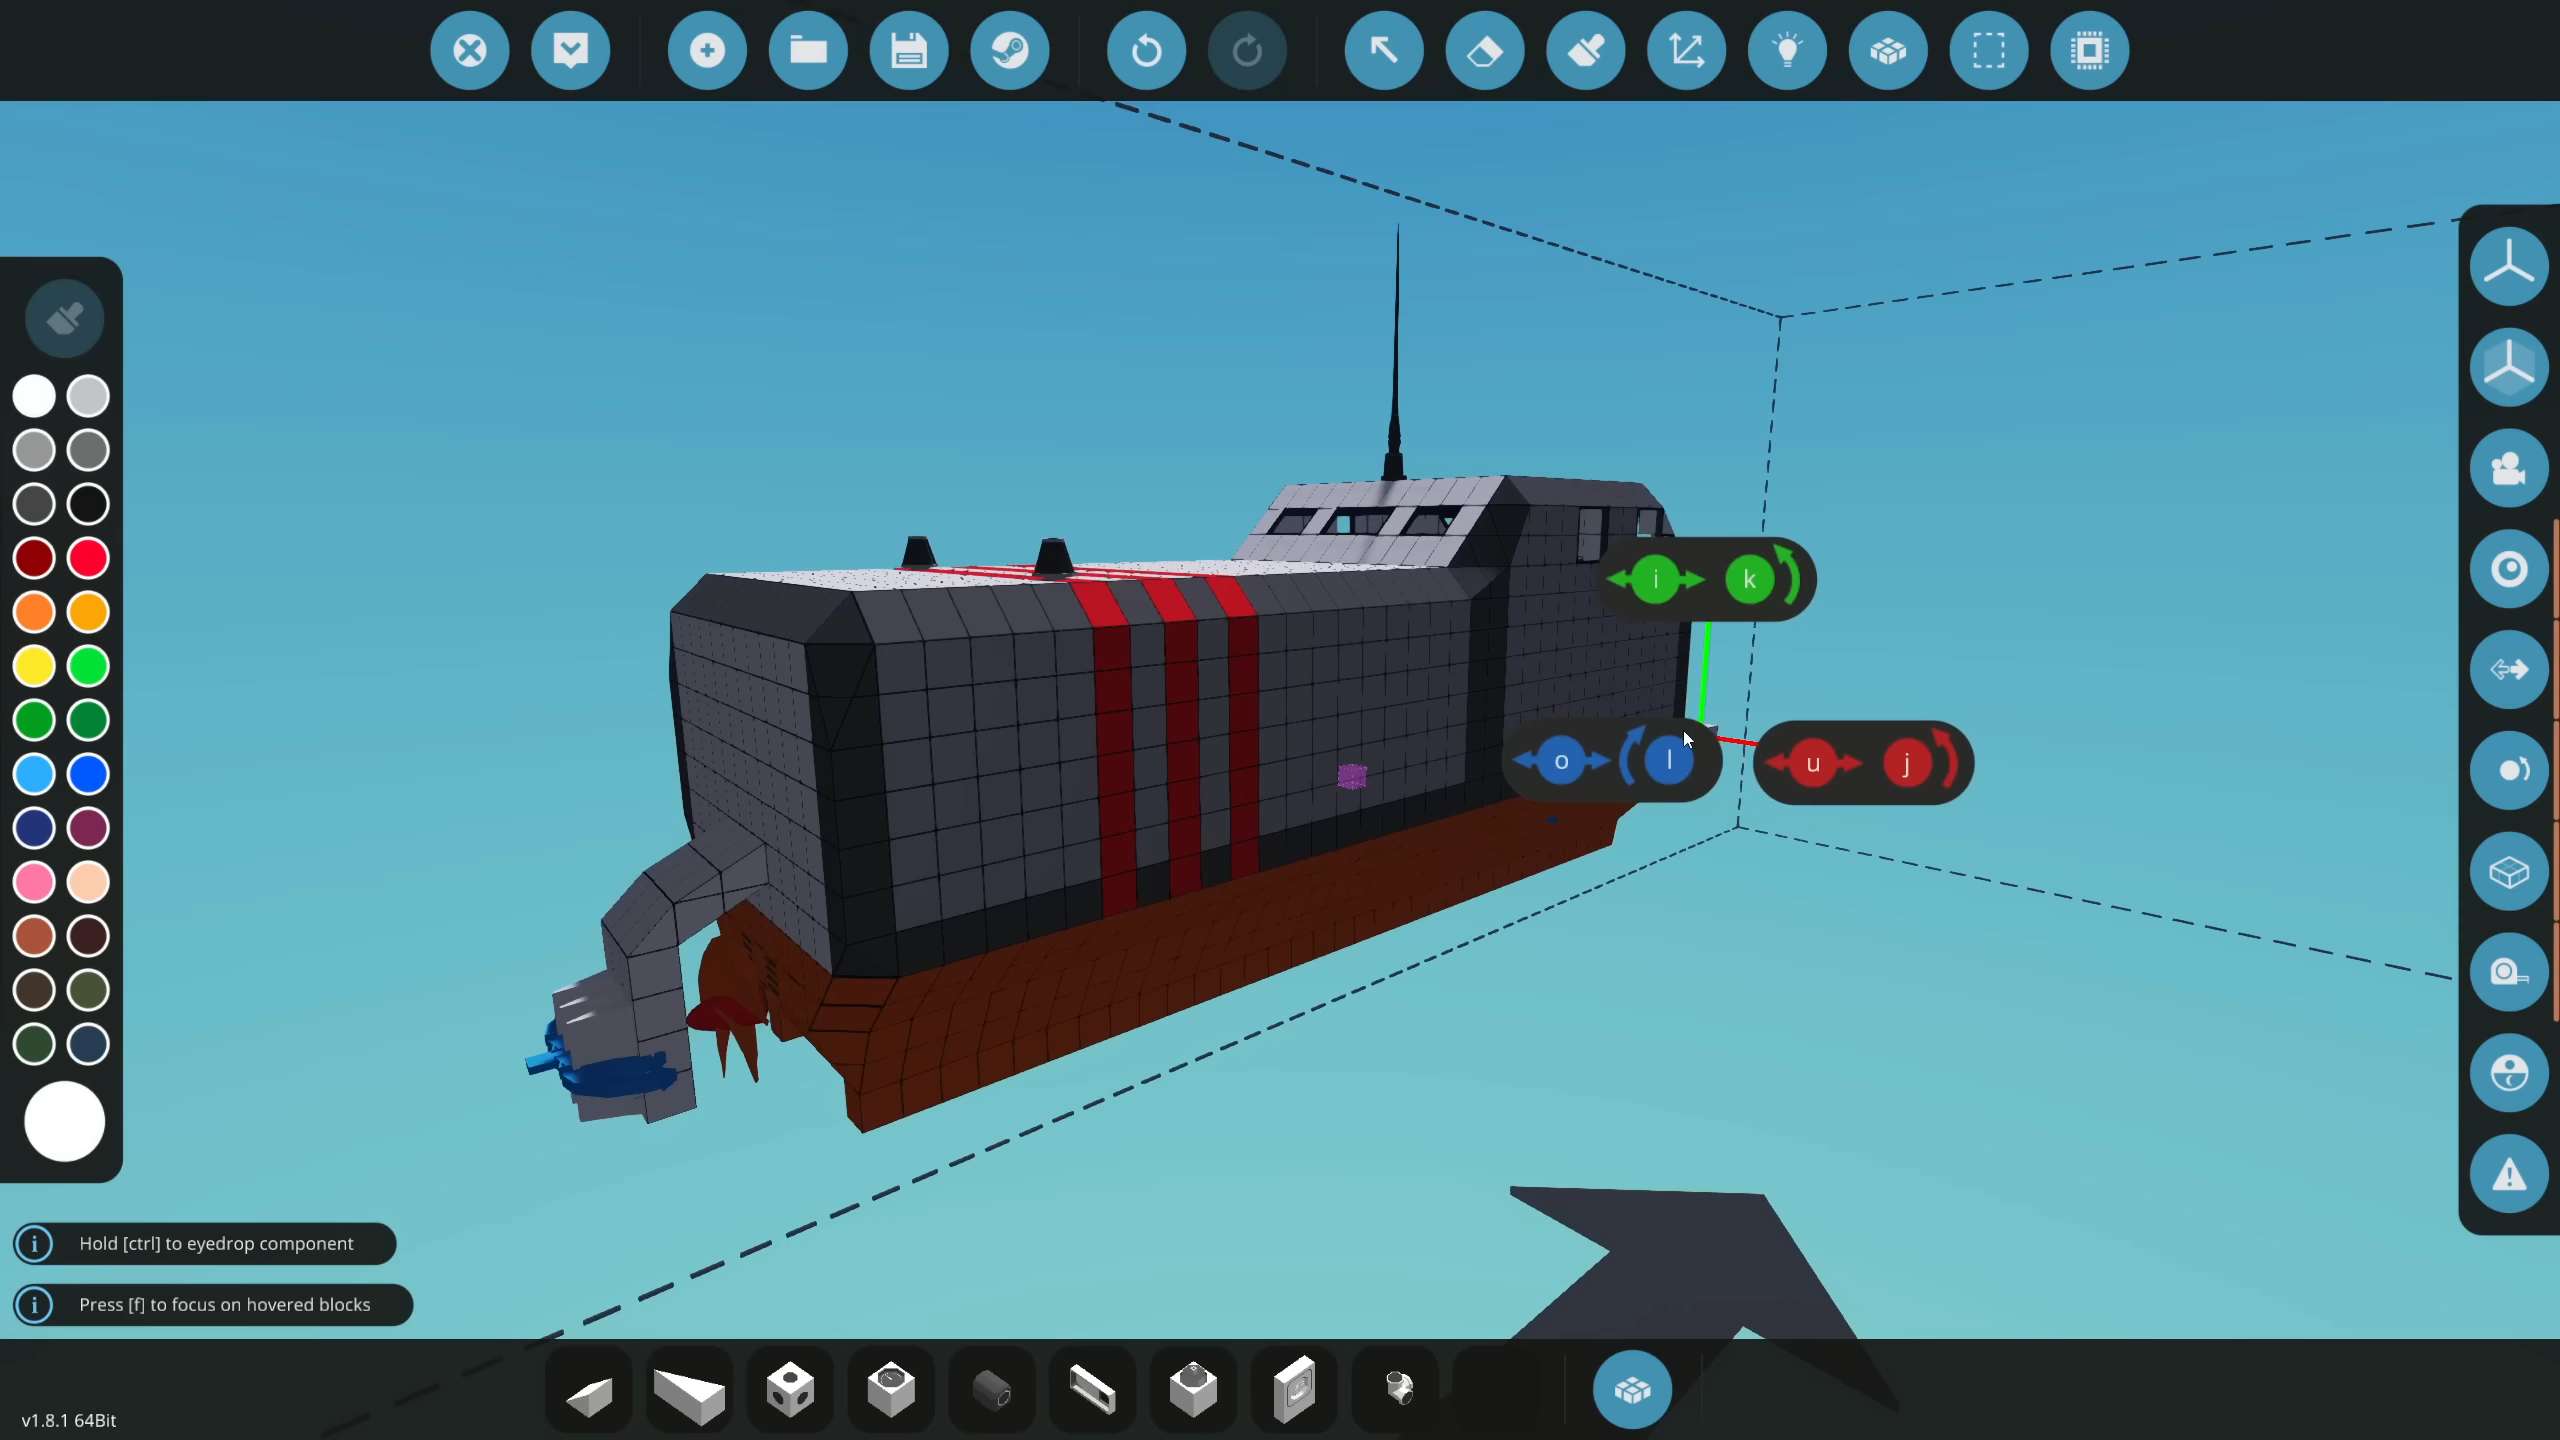 i k
o l
u j
Hold [ctrl] to eyedrop component
Press [f] to focus on hovered blocks
v1.8.1 64Bit